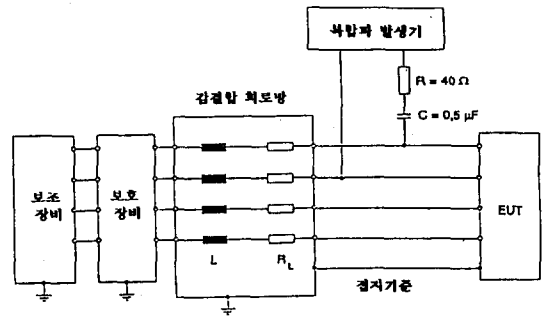 복합파 발생기
R = 40 Ω
C = 0,5 μF
감결합 회로망
보조
장비
보호
장비
EUT
L
R_L
접지기준